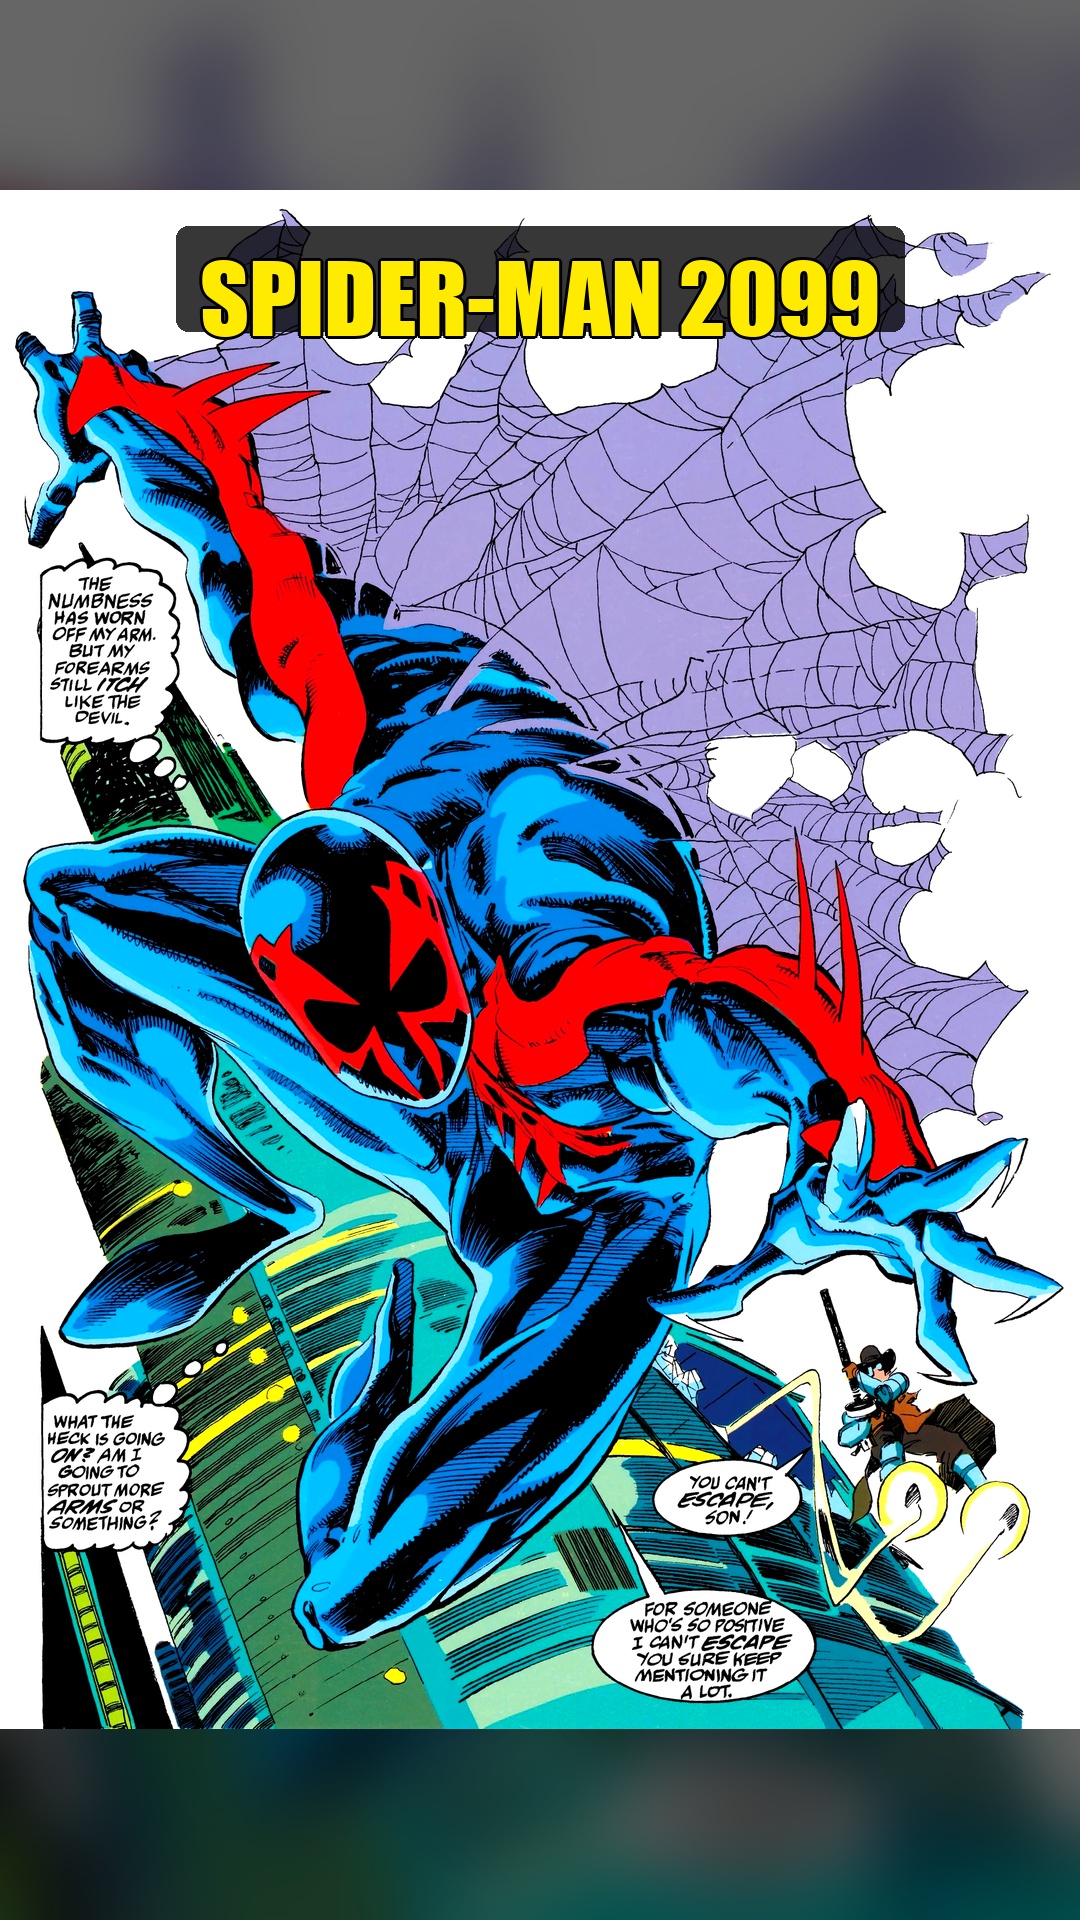 SPIDER-MAN 2099
THE
NUMBNESS
HAS WORN
OFF MY ARM.
BUT MY
FOREARMS
STILL ITCH
LIKE THE
DEVIL.
WHAT THE
HECK IS GOING
ON? AM I
GOING TO
SPROUT MORE
ARMS OR
SOMETHING?
YOU CAN'T
ESCAPE,
SON!
FOR SOMEONE
WHO'S SO POSITIVE
I CAN'T ESCAPE
YOU SURE KEEP
MENTIONING IT
A LOT.